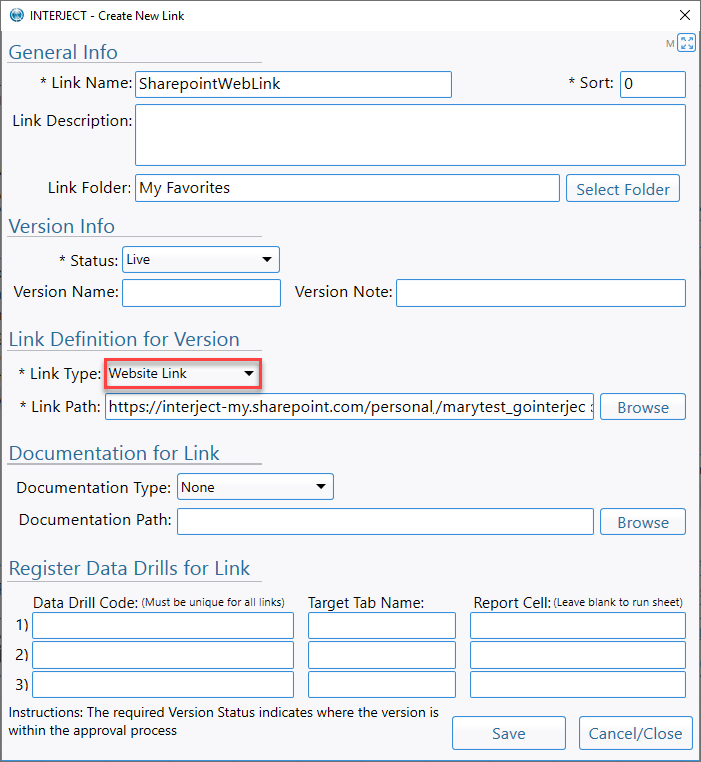 INTERJECT - Create New Link
M
General Info
* Link Name: SharepointWebLink * Sort: 0
Link Description:
Link Folder: My Favorites Select Folder
Version Info
* Status: Live
Version Name: Version Note:
Link Definition for Version
* Link Type: Website Link
* Link Path: https://interject-my.sharepoint.com/personal/marytest_gointerjec Browse
Documentation for Link
Documentation Type: None
Documentation Path: Browse
Register Data Drills for Link
Data Drill Code: (Must be unique for all links) Target Tab Name: Report Cell: (Leave blank to run sheet)
1)
2)
3)
Instructions: The required Version Status indicates where the version is
within the approval process
Save Cancel/Close